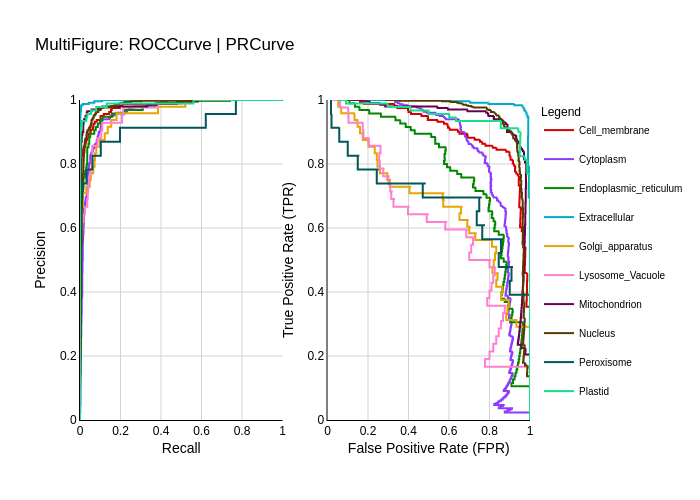 MultiFigure: ROCCurve | PRCurve
Precision
1
0.8
0.6
0.4
0.2
0
0 0.2 0.4 0.6 0.8 1
Recall
True Positive Rate (TPR)
1
0.8
0.6
0.4
0.2
0
0 0.2 0.4 0.6 0.8 1
False Positive Rate (FPR)
Legend
Cell_membrane
Cytoplasm
Endoplasmic_reticulum
Extracellular
Golgi_apparatus
Lysosome_Vacuole
Mitochondrion
Nucleus
Peroxisome
Plastid